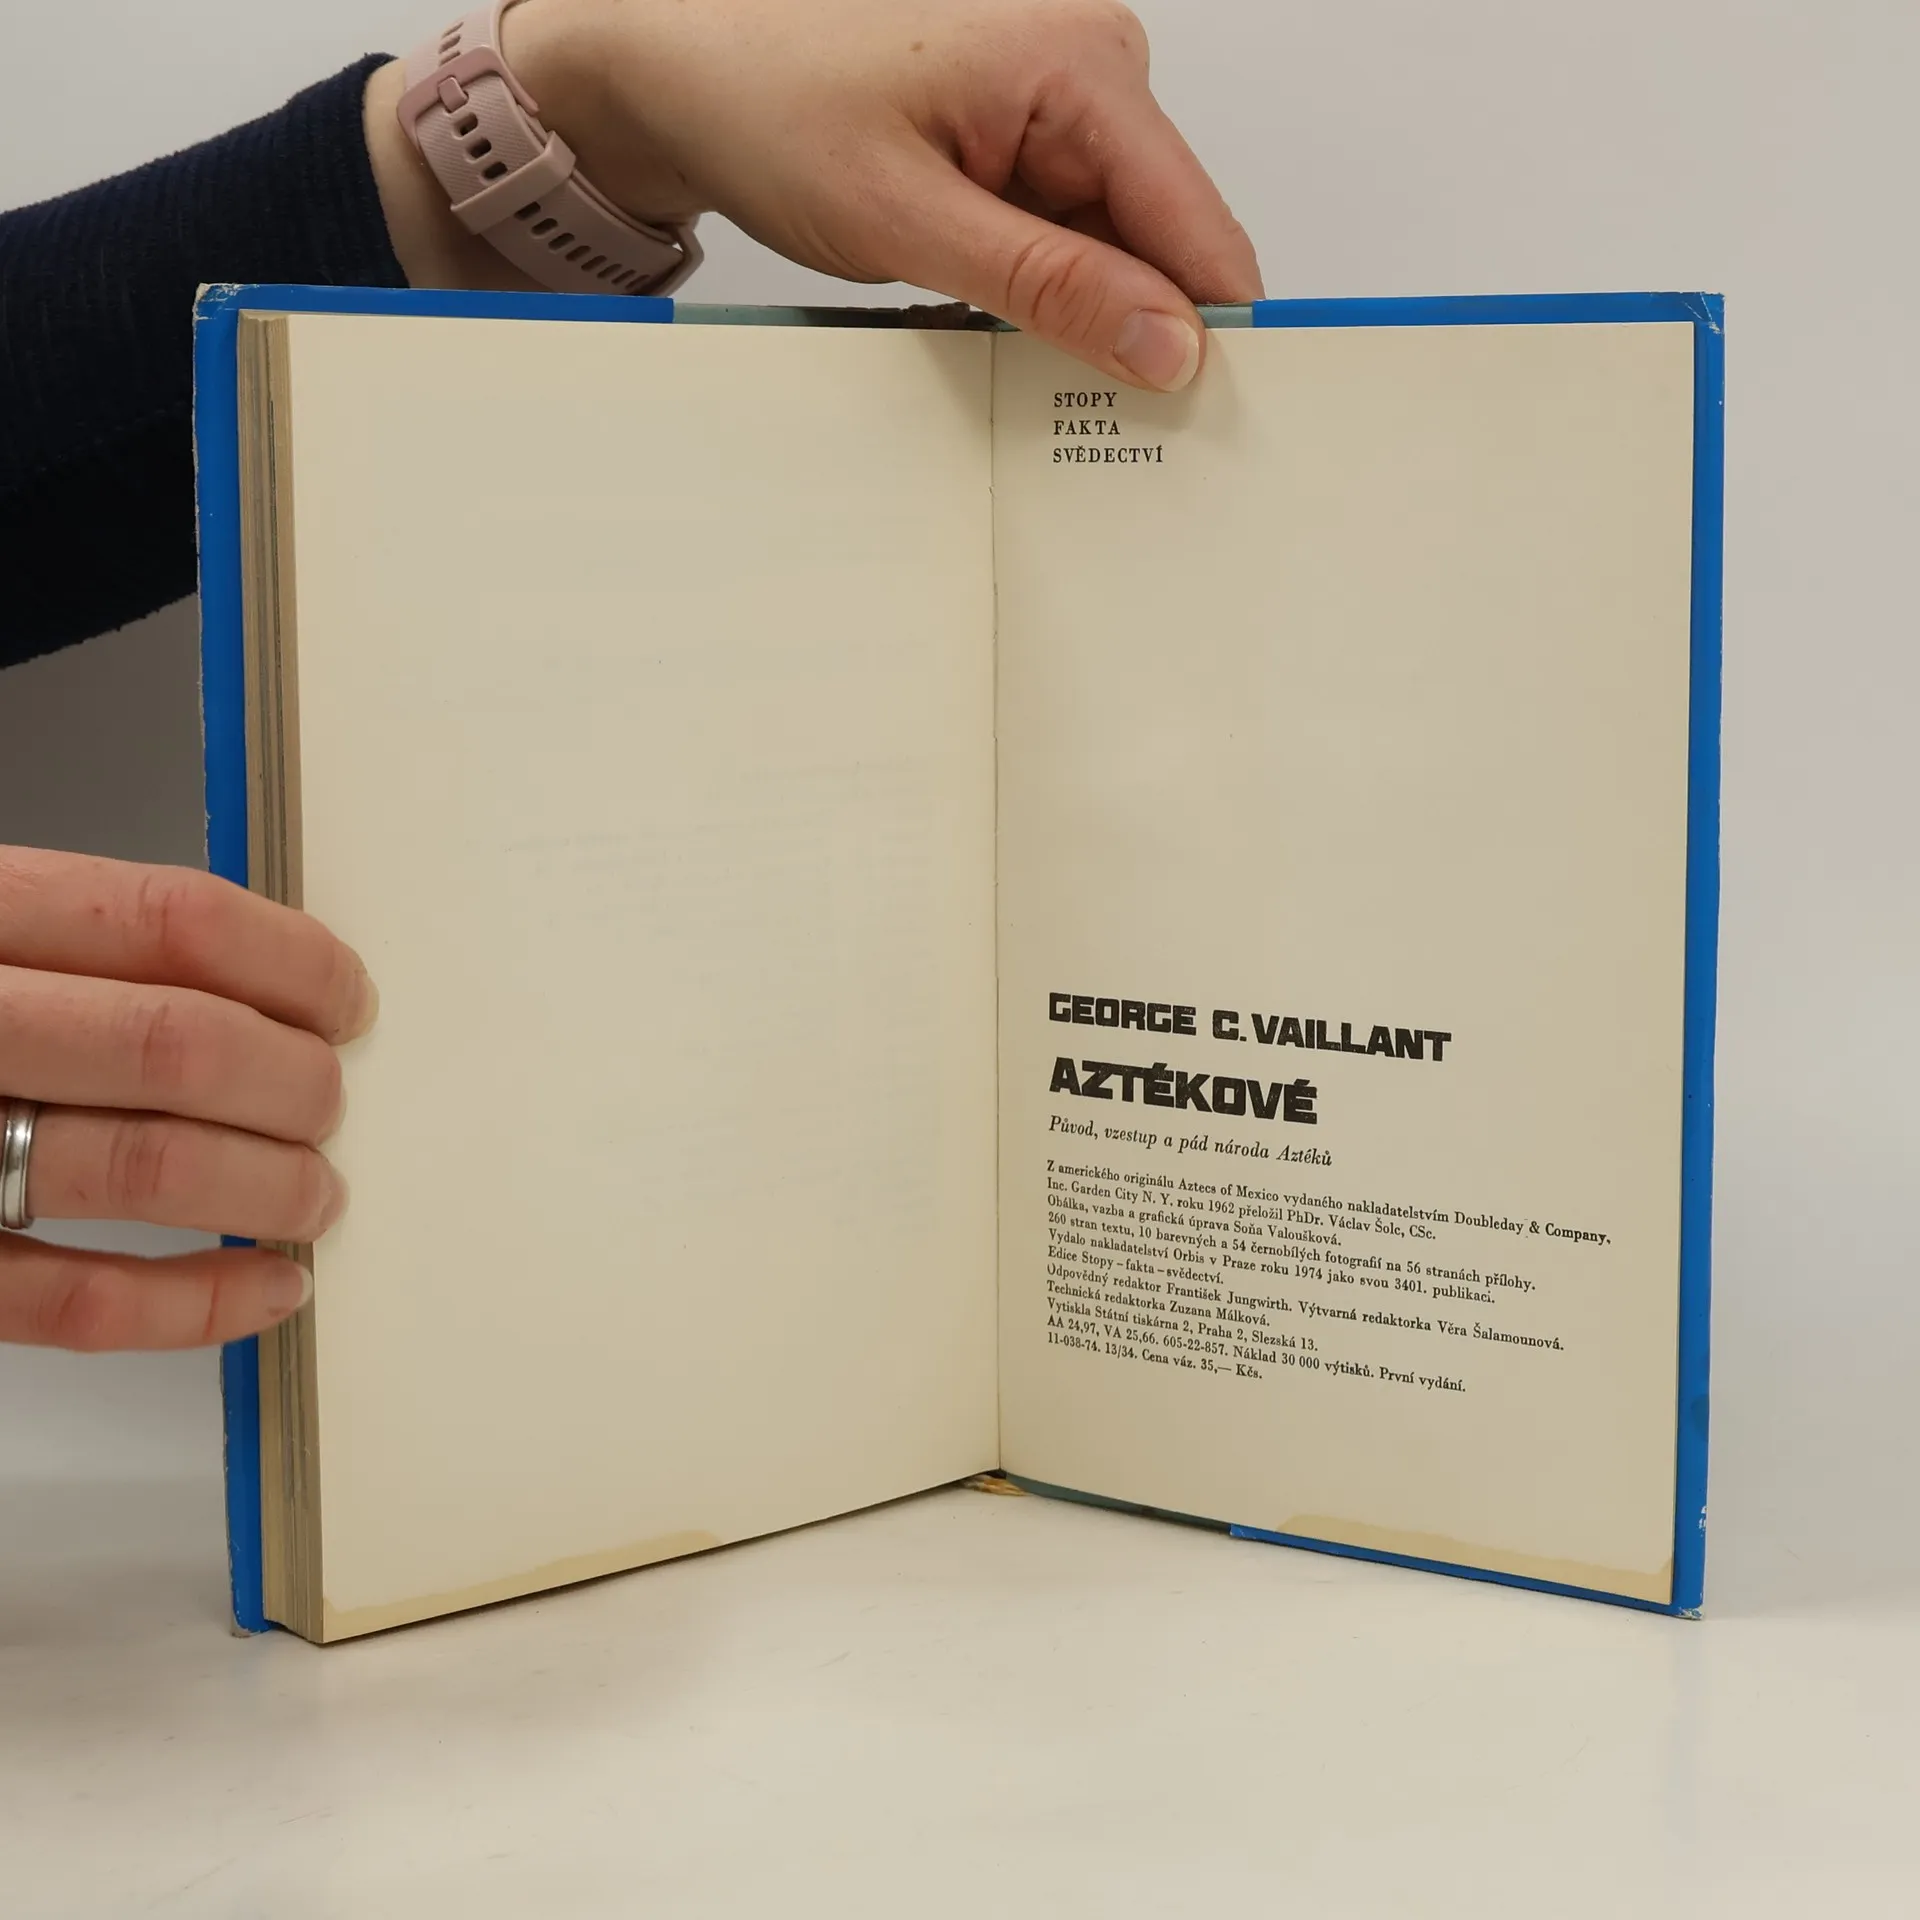 STOPY
FAKTA
SVĚDECTVÍ
GEORGE C. VAILLANT
AZTÉKOVÉ
Původ, vzestup a pád národa Aztéků
Z amerického originálu Aztecs of Mexico vydaného nakladatelstvím Doubleday & Company,
Inc. Garden City N. Y. roku 1962 přeložil PhDr. Václav Šolc, CSc.
Obálka, vazba a grafická úprava Soňa Valoušková.
260 stran textu, 10 barevných a 54 černobílých fotografií na 56 stranách přílohy.
Vydalo nakladatelství Orbis v Praze roku 1974 jako svou 3401. publikaci.
Edice Stopy – fakta – svědectví.
Odpovědný redaktor František Jungwirth. Výtvarná redaktorka Věra Šalamounová.
Technická redaktorka Zuzana Málková.
Vytiskla Státní tiskárna 2, Praha 2, Slezská 13.
AA 24,97, VA 25,66. 605-22-857. Náklad 30 000 výtisků. První vydání.
11-038-74. 13/34. Cena váz. 35,— Kčs.